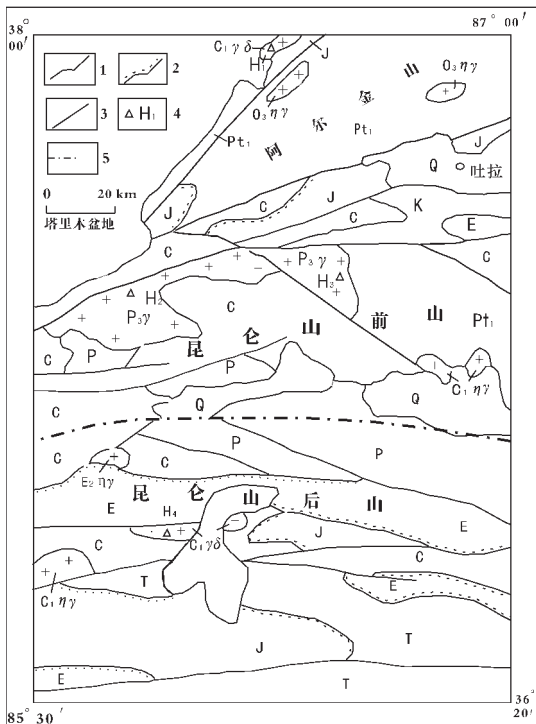 38°
00′
87° 00′
C₁γδ
H₁
J
O₃ηγ
O₃ηγ
1
2
3
H₁ 4
5
Pt₁
阿尔金山
Pt₁
J
Q
吐拉
0 20 km
塔里木盆地
J
C
J
C
K
E
C
C
P₃γ
H₃
H₂
P₃γ
C
Pt₁
昆仑山前山
C
P
P
C₁ηγ
C
Q
Q
C
C
P
P
E₂ηγ
昆仑山后山
E
H₄
E
C₁γδ
J
C
C
C₁ηγ
T
E
J
T
E
T
85° 30′
36°
20′